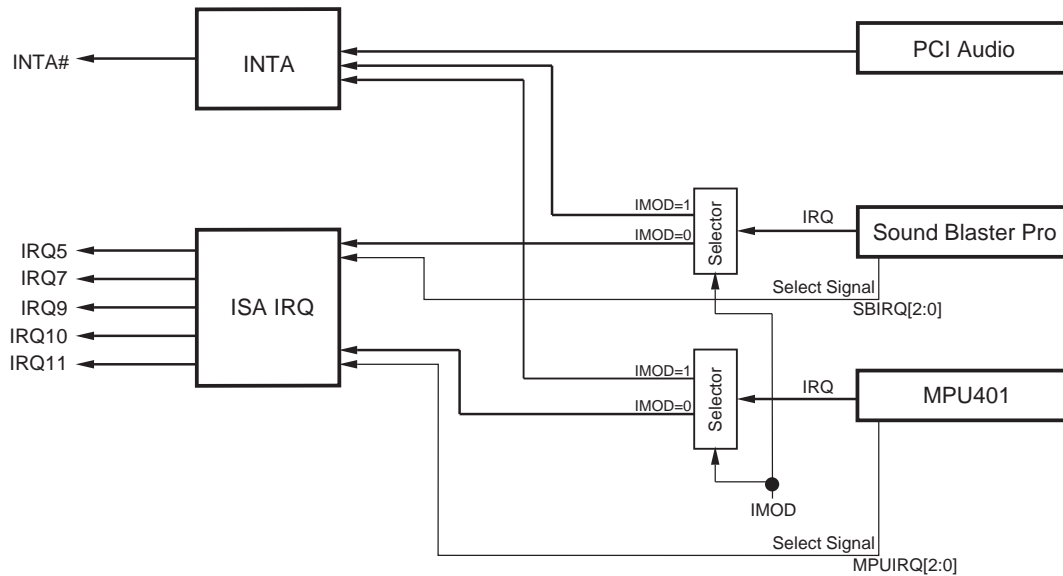 PCI Audio
INTA#
INTA
IMOD=1
IRQ
Sound Blaster Pro
IMOD=0
Selector
IRQ5
IRQ7
IRQ9
IRQ10
IRQ11
ISA IRQ
Select Signal
SBIRQ[2:0]
IMOD=1
IRQ
MPU401
IMOD=0
Selector
IMOD
Select Signal
MPUIRQ[2:0]